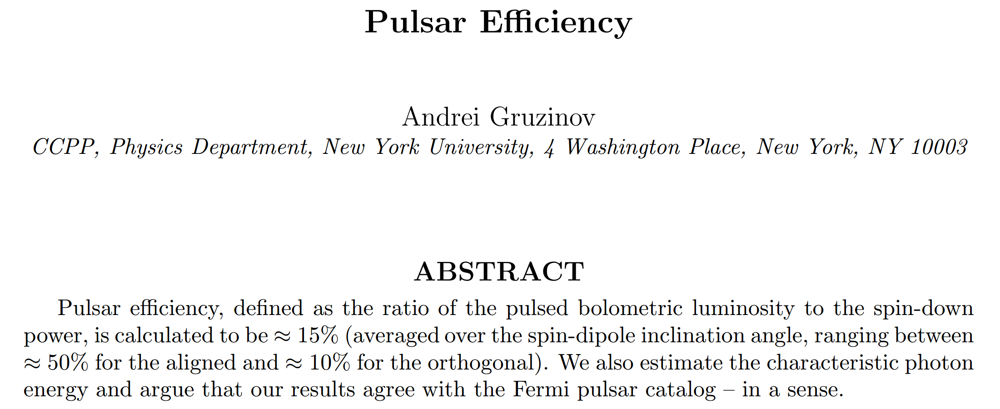 Pulsar Efficiency
Andrei Gruzinov
CCPP, Physics Department, New York University, 4 Washington Place, New York, NY 10003
ABSTRACT
Pulsar efficiency, defined as the ratio of the pulsed bolometric luminosity to the spin-down
power, is calculated to be ≈ 15% (averaged over the spin-dipole inclination angle, ranging between
≈ 50% for the aligned and ≈ 10% for the orthogonal). We also estimate the characteristic photon
energy and argue that our results agree with the Fermi pulsar catalog – in a sense.